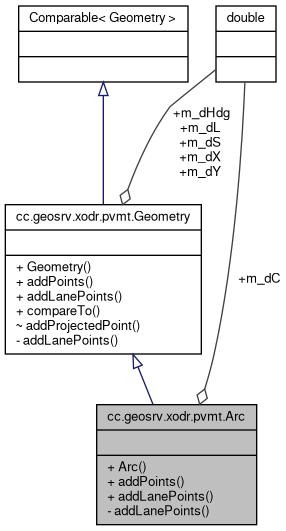 Comparable< Geometry >
double
+m_dHdg
+m_dL
+m_dS
+m_dX
+m_dY
cc.geosrv.xodr.pvmt.Geometry
+ Geometry()
+ addPoints()
+ addLanePoints()
+ compareTo()
~ addProjectedPoint()
- addLanePoints()
+m_dC
cc.geosrv.xodr.pvmt.Arc
+ Arc()
+ addPoints()
+ addLanePoints()
- addLanePoints()